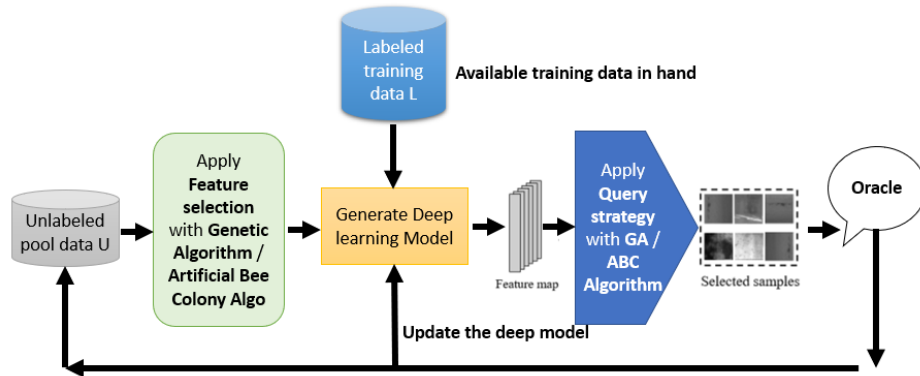 Labeled
training
data L
Available training data in hand
Apply
Feature
selection
with Genetic
Algorithm /
Artificial Bee
Colony Algo
Unlabeled
pool data U
Generate Deep
learning Model
Feature map
Apply
Query
strategy
with GA /
ABC
Algorithm
Selected samples
Oracle
Update the deep model